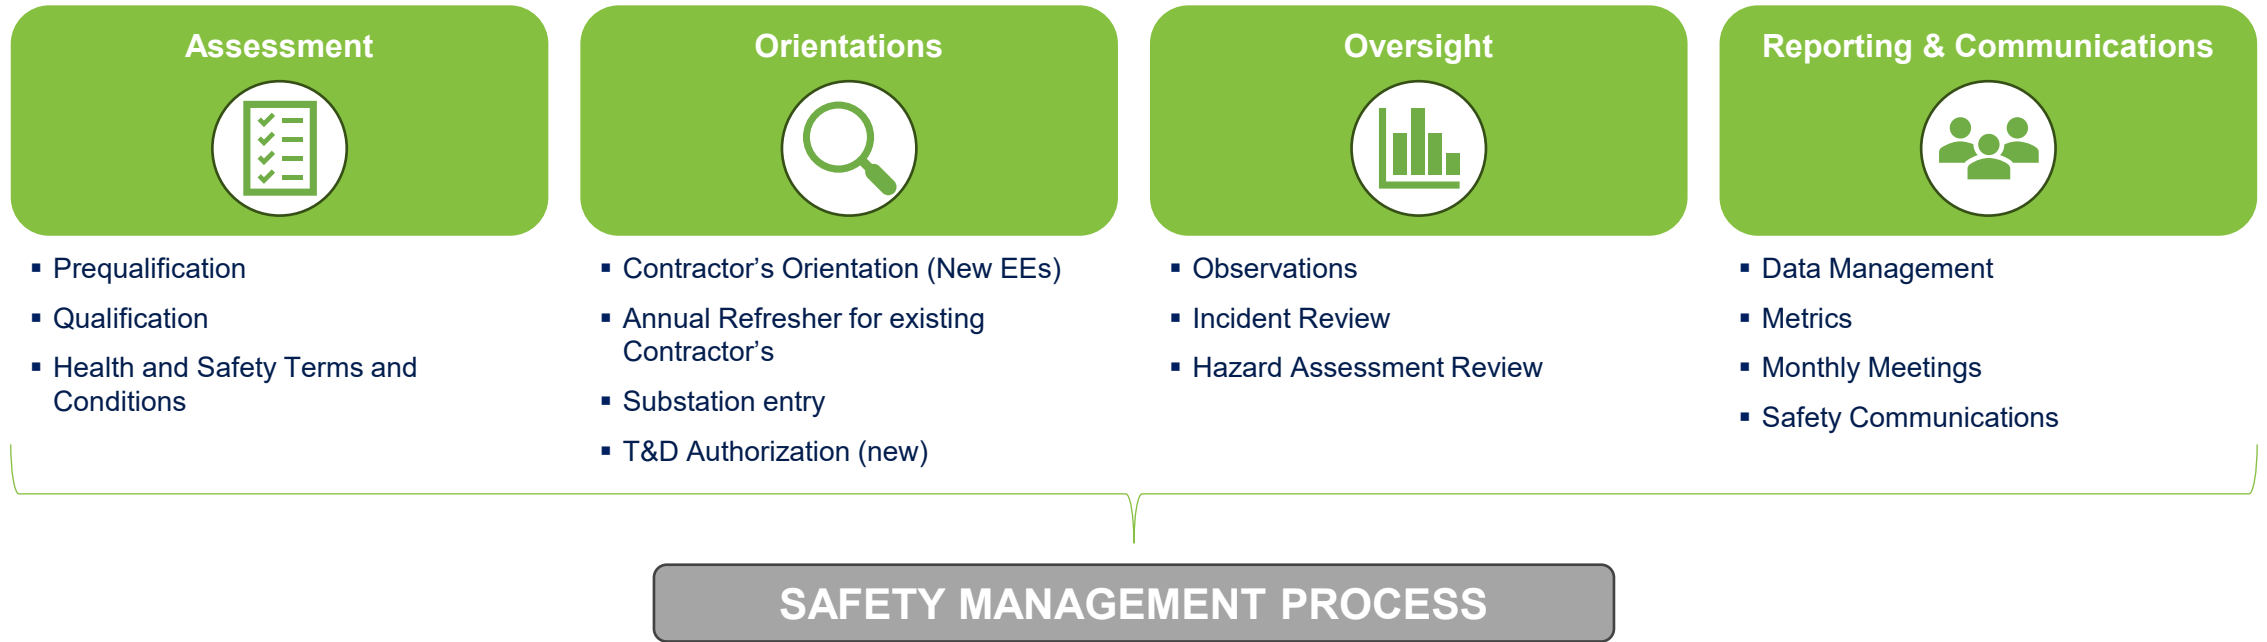 Assessment
▪ Prequalification
▪ Qualification
▪ Health and Safety Terms and
Conditions
Orientations
▪ Contractor’s Orientation (New EEs)
▪ Annual Refresher for existing
Contractor’s
▪ Substation entry
▪ T&D Authorization (new)
Oversight
▪ Observations
▪ Incident Review
▪ Hazard Assessment Review
Reporting & Communications
▪ Data Management
▪ Metrics
▪ Monthly Meetings
▪ Safety Communications
SAFETY MANAGEMENT PROCESS